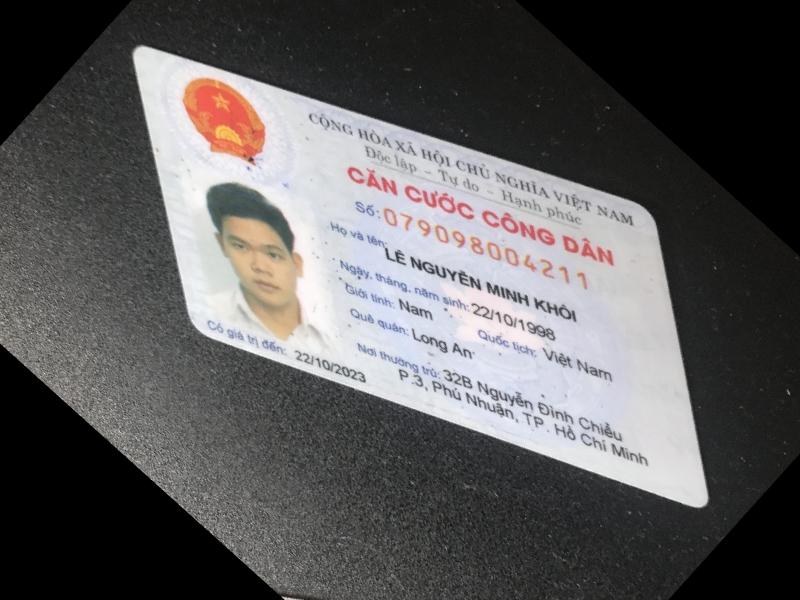 CỘNG HÒA XÃ HỘI CHỦ NGHĨA VIỆT NAM
Độc lập - Tự do - Hạnh phúc
CĂN CƯỚC CÔNG DÂN
Số: 079098004211
Họ và tên:
LÊ NGUYÊN MINH KHÔI
Ngày, tháng, năm sinh: 22/10/1998
Giới tính: Nam Quốc tịch: Việt Nam
Quê quán: Long An
Nơi thường trú: 32B Nguyễn Đình Chiểu
P.3, Phú Nhuận, TP. Hồ Chí Minh
Có giá trị đến: 22/10/2023